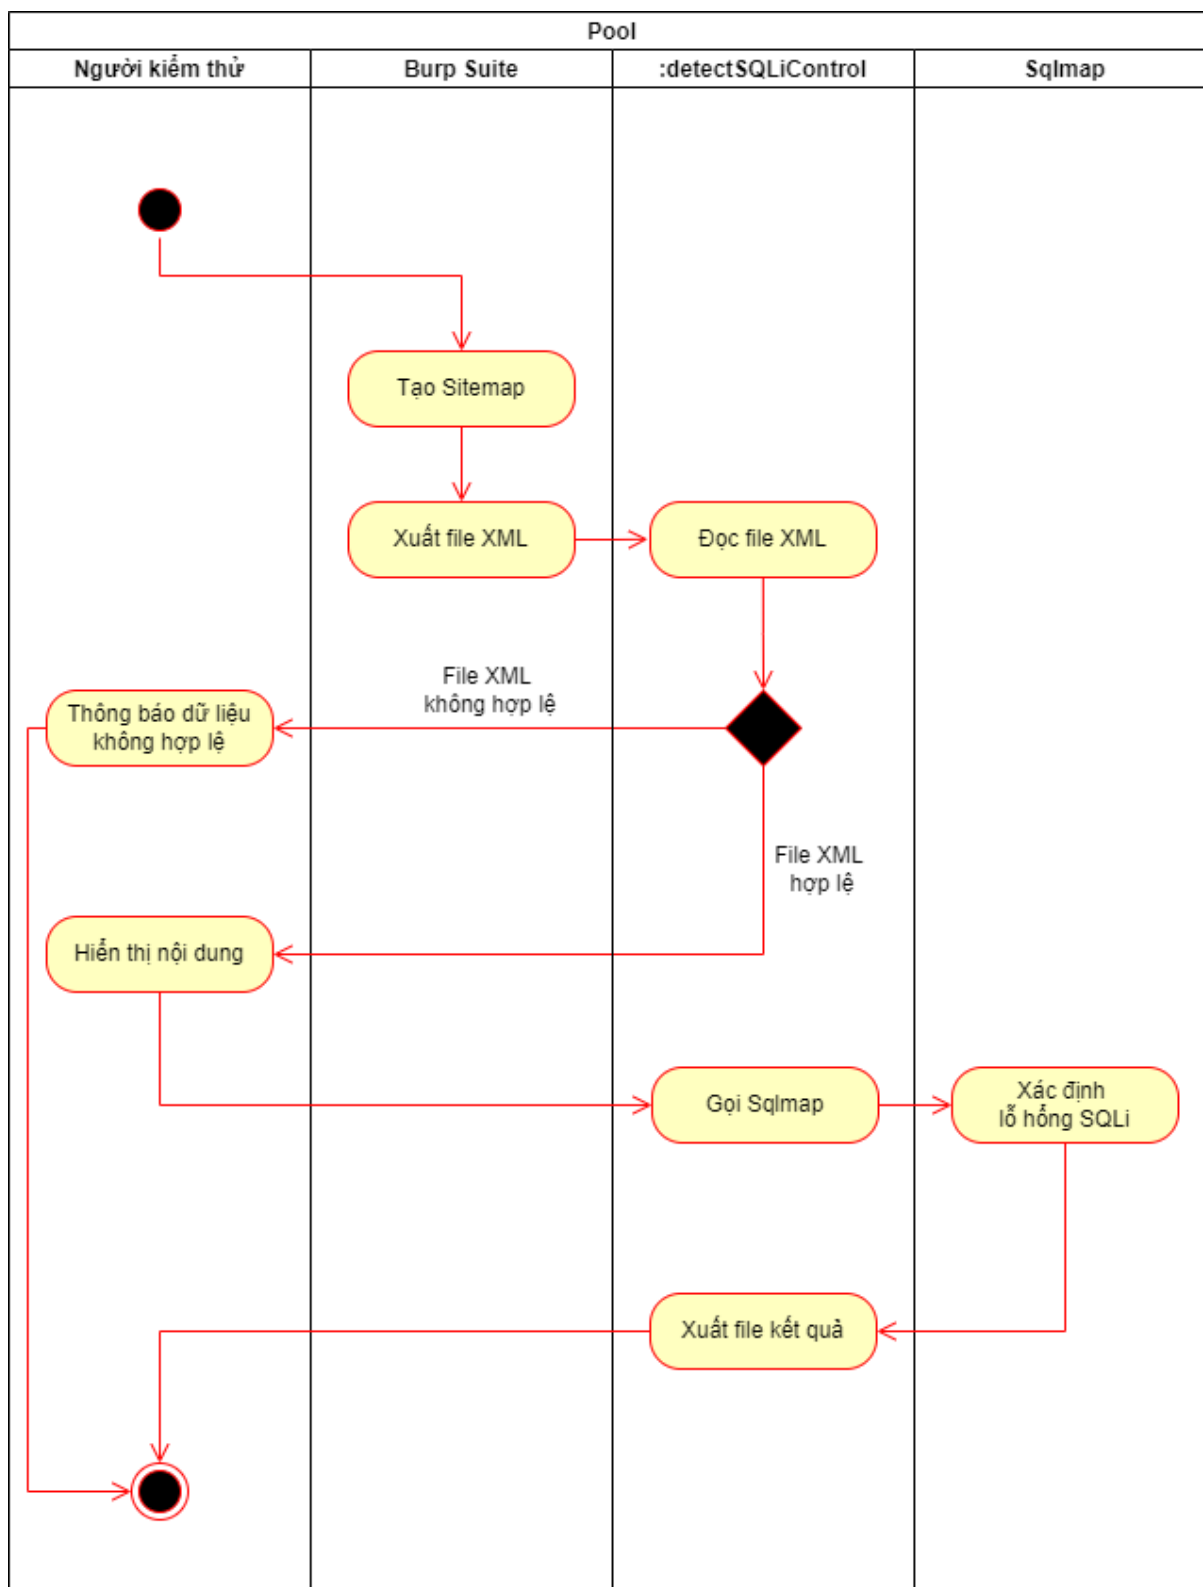 Pool
Người kiểm thử
Burp Suite
:detectSQLiControl
Sqlmap
Tạo Sitemap
Xuất file XML
Đọc file XML
File XML
không hợp lệ
Thông báo dữ liệu
không hợp lệ
File XML
hợp lệ
Hiển thị nội dung
Gọi Sqlmap
Xác định
lỗ hổng SQLi
Xuất file kết quả